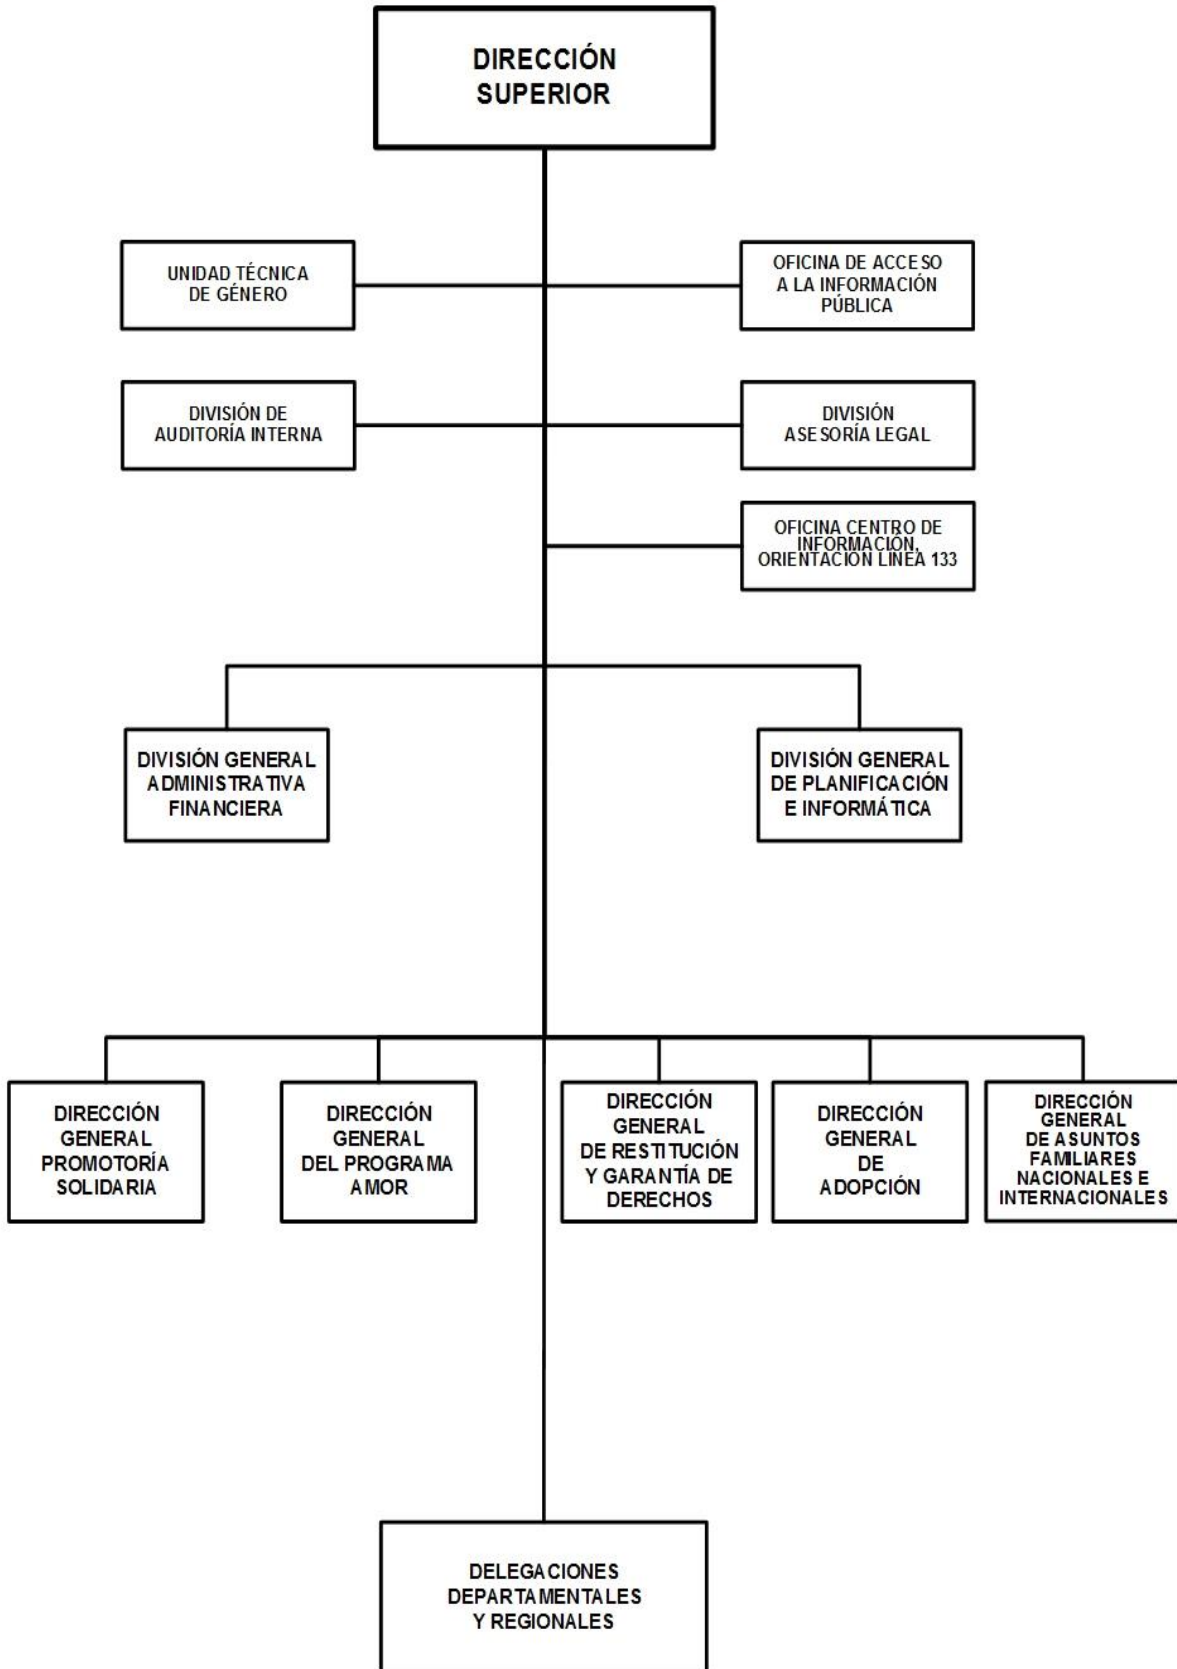 DIRECCIÓN
SUPERIOR
UNIDAD TÉCNICA
DE GÉNERO
OFICINA DE ACCESO
A LA INFORMACIÓN
PÚBLICA
DIVISIÓN DE
AUDITORÍA INTERNA
DIVISIÓN
ASESORÍA LEGAL
OFICINA CENTRO DE
INFORMACIÓN,
ORIENTACIÓN LÍNEA 133
DIVISIÓN GENERAL
ADMINISTRATIVA
FINANCIERA
DIVISIÓN GENERAL
DE PLANIFICACIÓN
E INFORMÁTICA
DIRECCIÓN
GENERAL
PROMOTORÍA
SOLIDARIA
DIRECCIÓN
GENERAL
DEL PROGRAMA
AMOR
DIRECCIÓN
GENERAL
DE RESTITUCIÓN
Y GARANTÍA DE
DERECHOS
DIRECCIÓN
GENERAL
DE
ADOPCIÓN
DIRECCIÓN
GENERAL
DE ASUNTOS
FAMILIARES
NACIONALES E
INTERNACIONALES
DELEGACIONES
DEPARTAMENTALES
Y REGIONALES